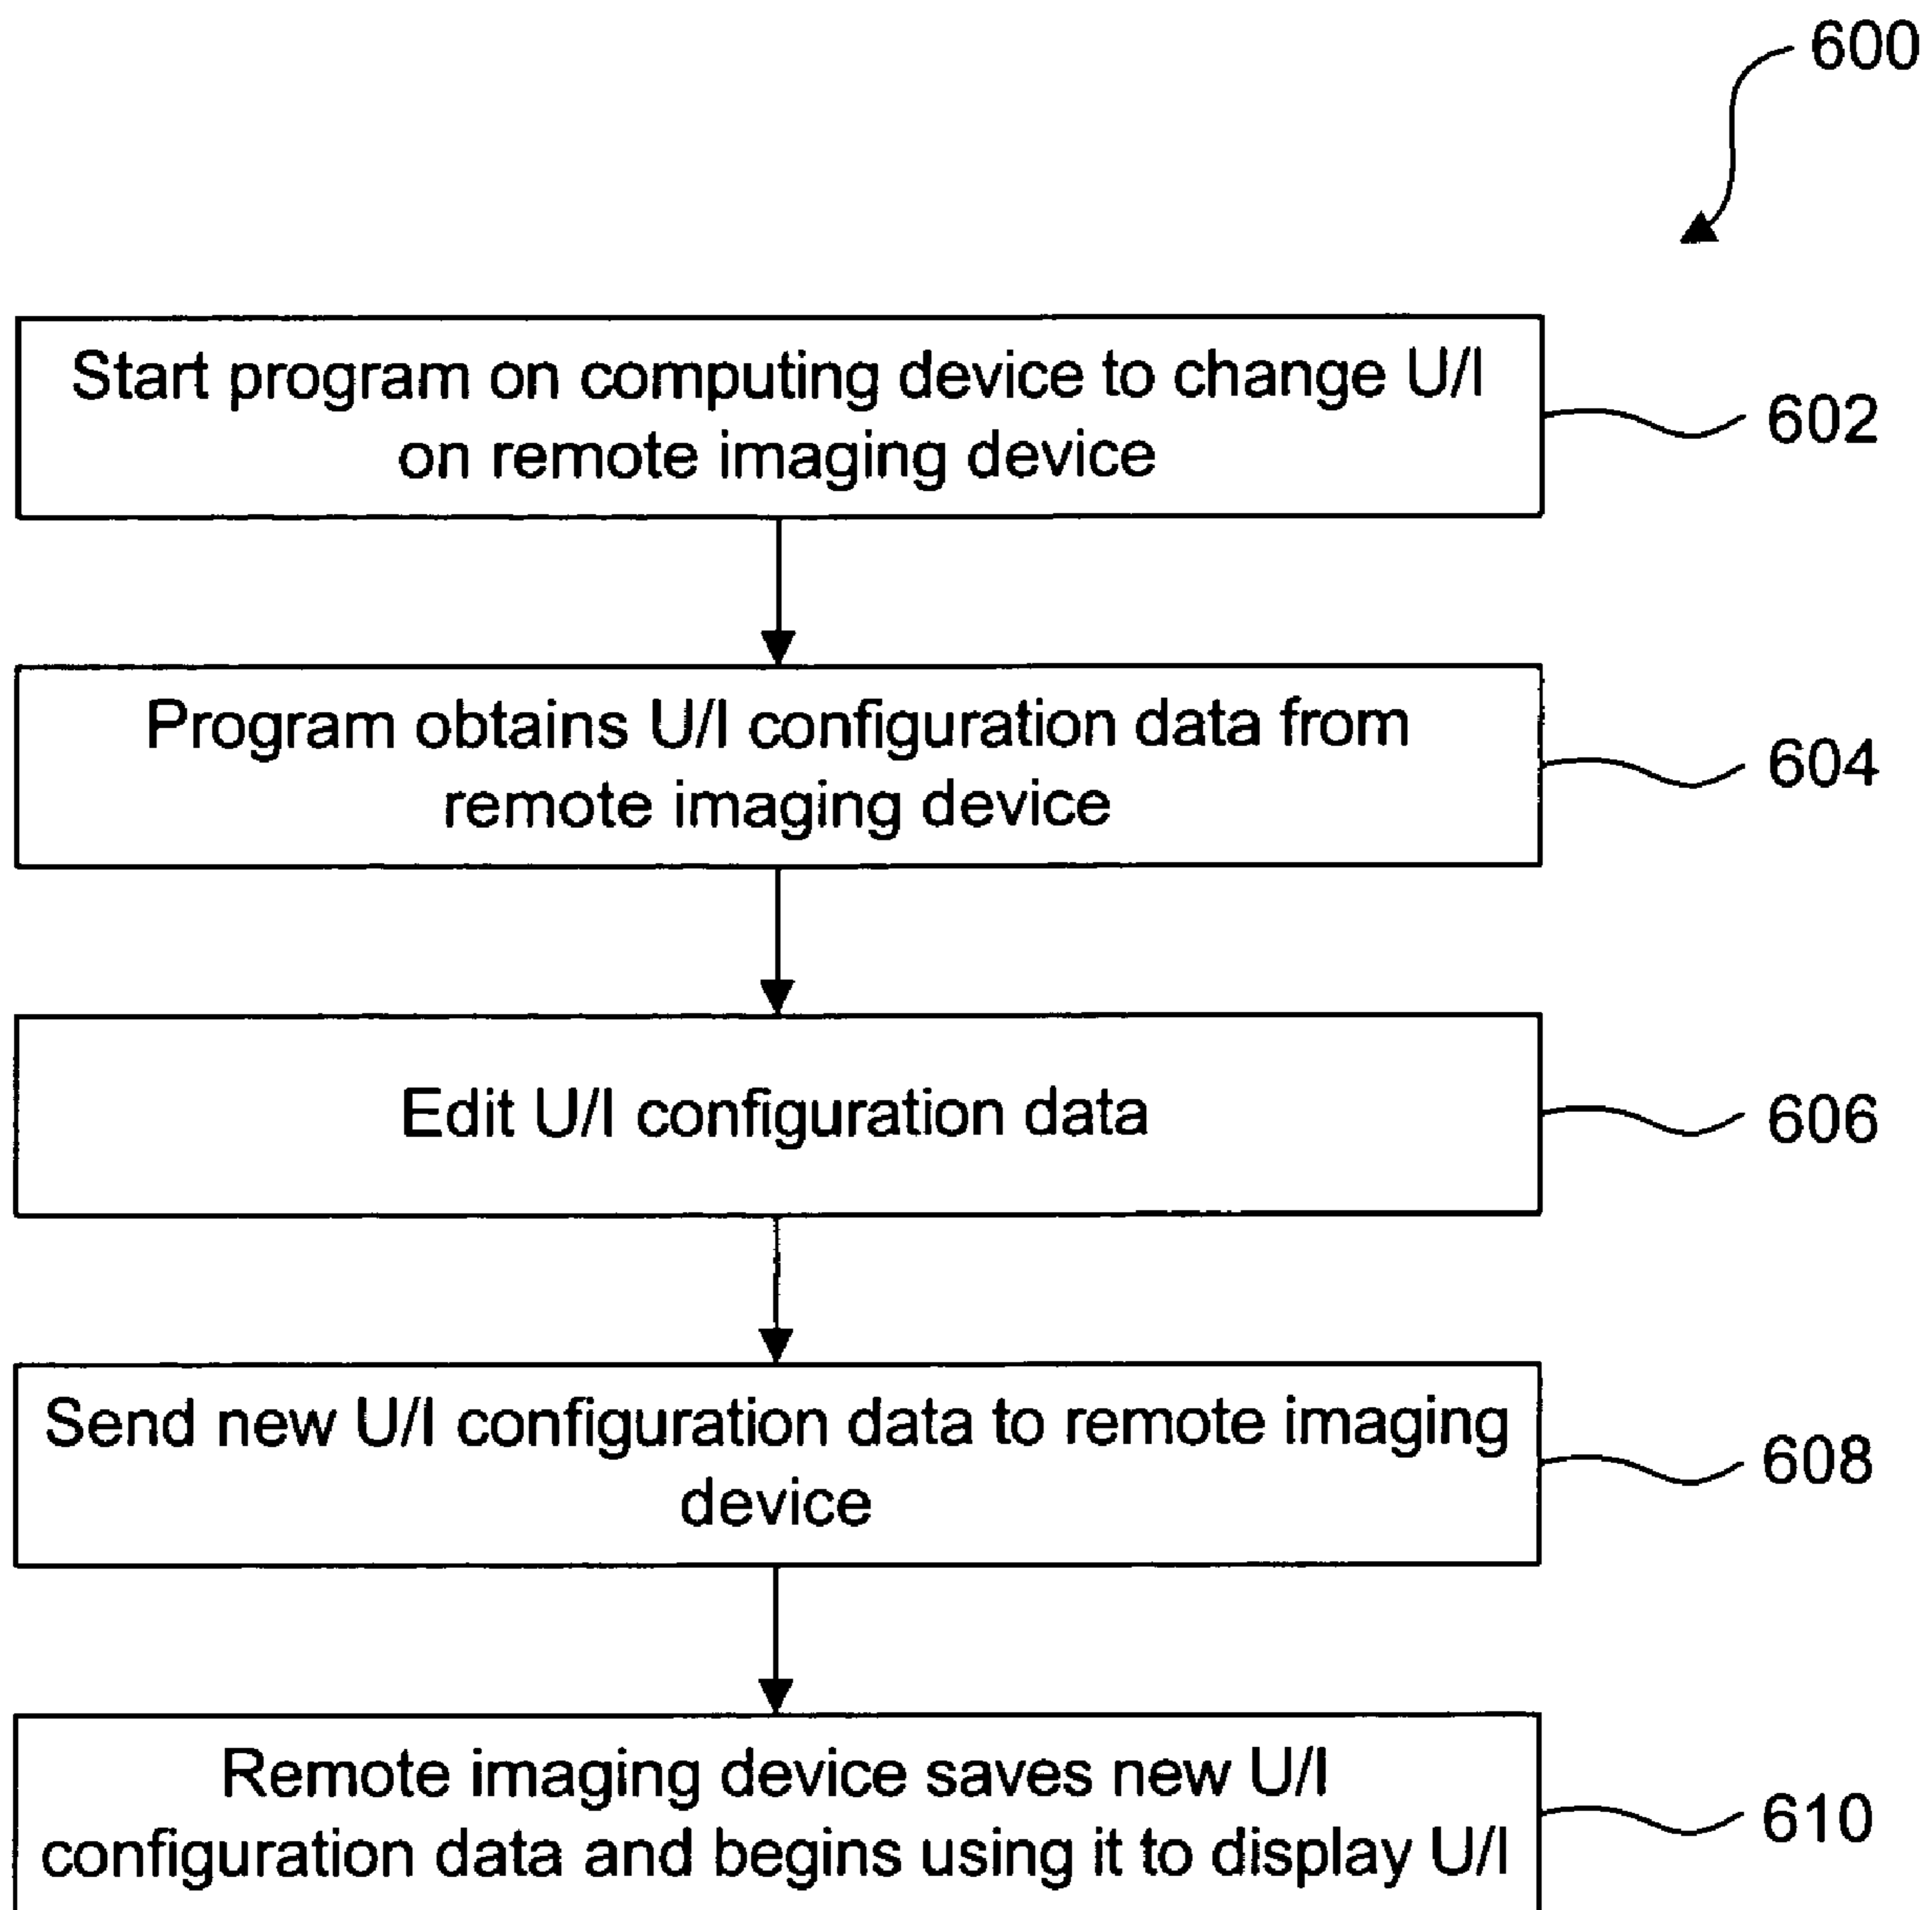 600
Start program on computing device to change U/I
on remote imaging device
602
Program obtains U/I configuration data from
remote imaging device
604
Edit U/I configuration data
606
Send new U/I configuration data to remote imaging
device
608
Remote imaging device saves new U/I
configuration data and begins using it to display U/I
610